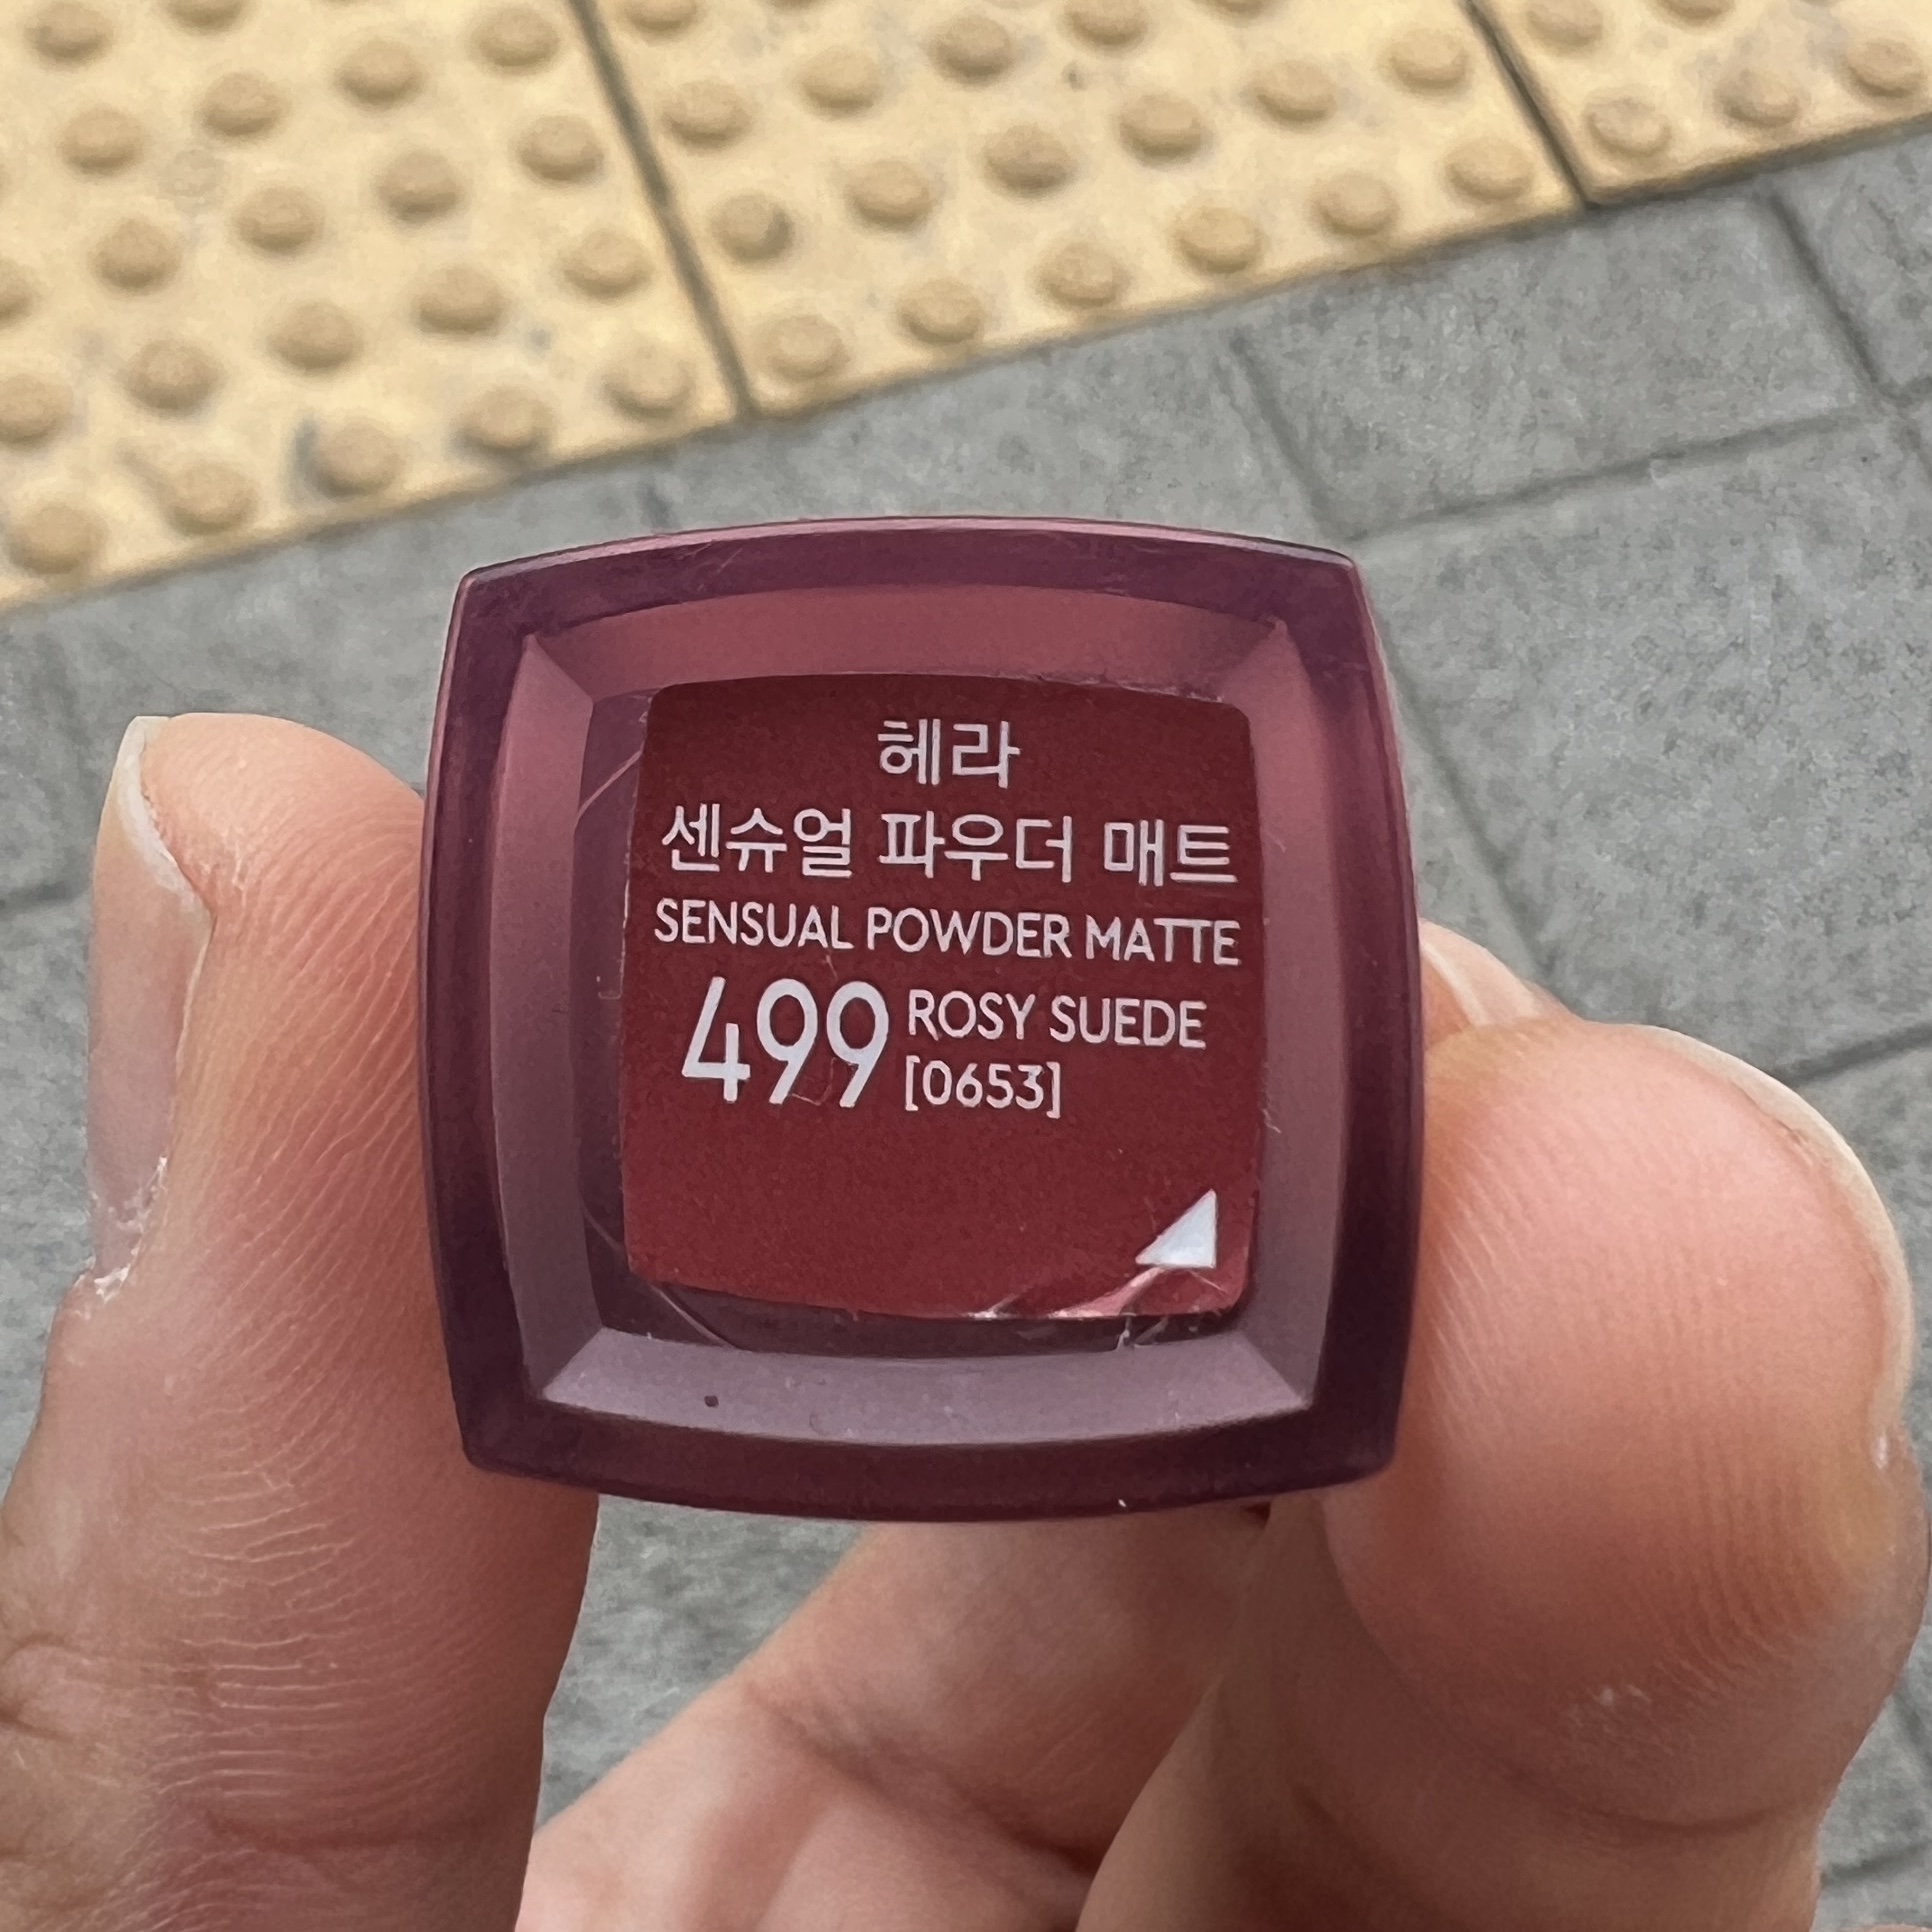 헤라
센슈얼 파우더 매트
SENSUAL POWDER MATTE
499 ROSY SUEDE
[0653]